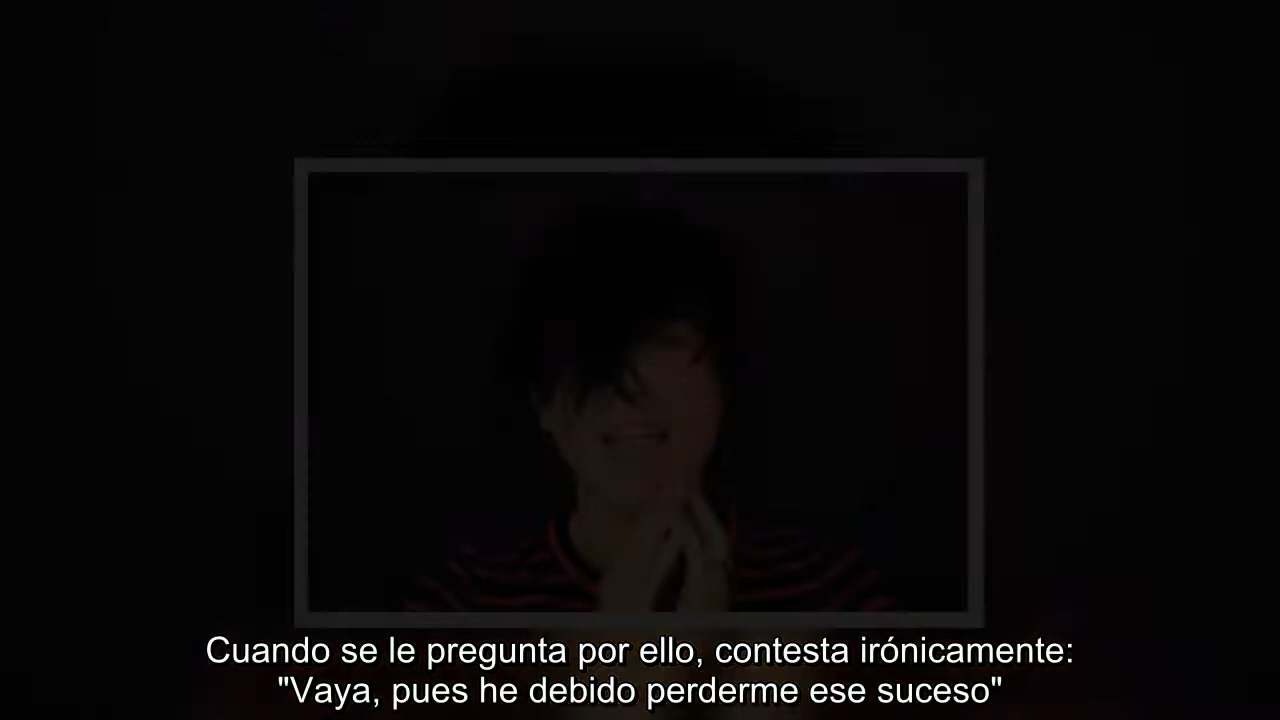 Cuando se le pregunta por ello, contesta irónicamente:
"Vaya, pues he debido perderme ese suceso"